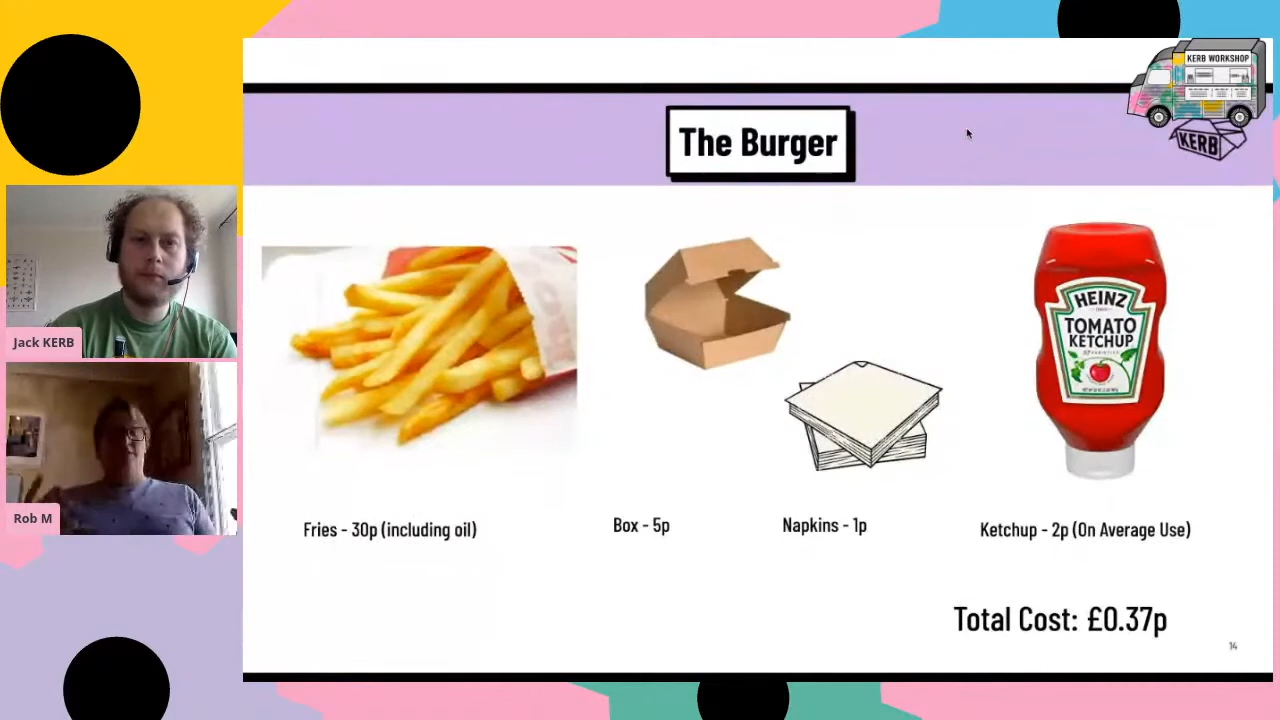 KERB WORKSHOP
KERB
The Burger
Jack KERB
Rob M
HEINZ
TOMATO
KETCHUP
Fries - 30p (including oil)
Box - 5p
Napkins - 1p
Ketchup - 2p (On Average Use)
Total Cost: £0.37p
14